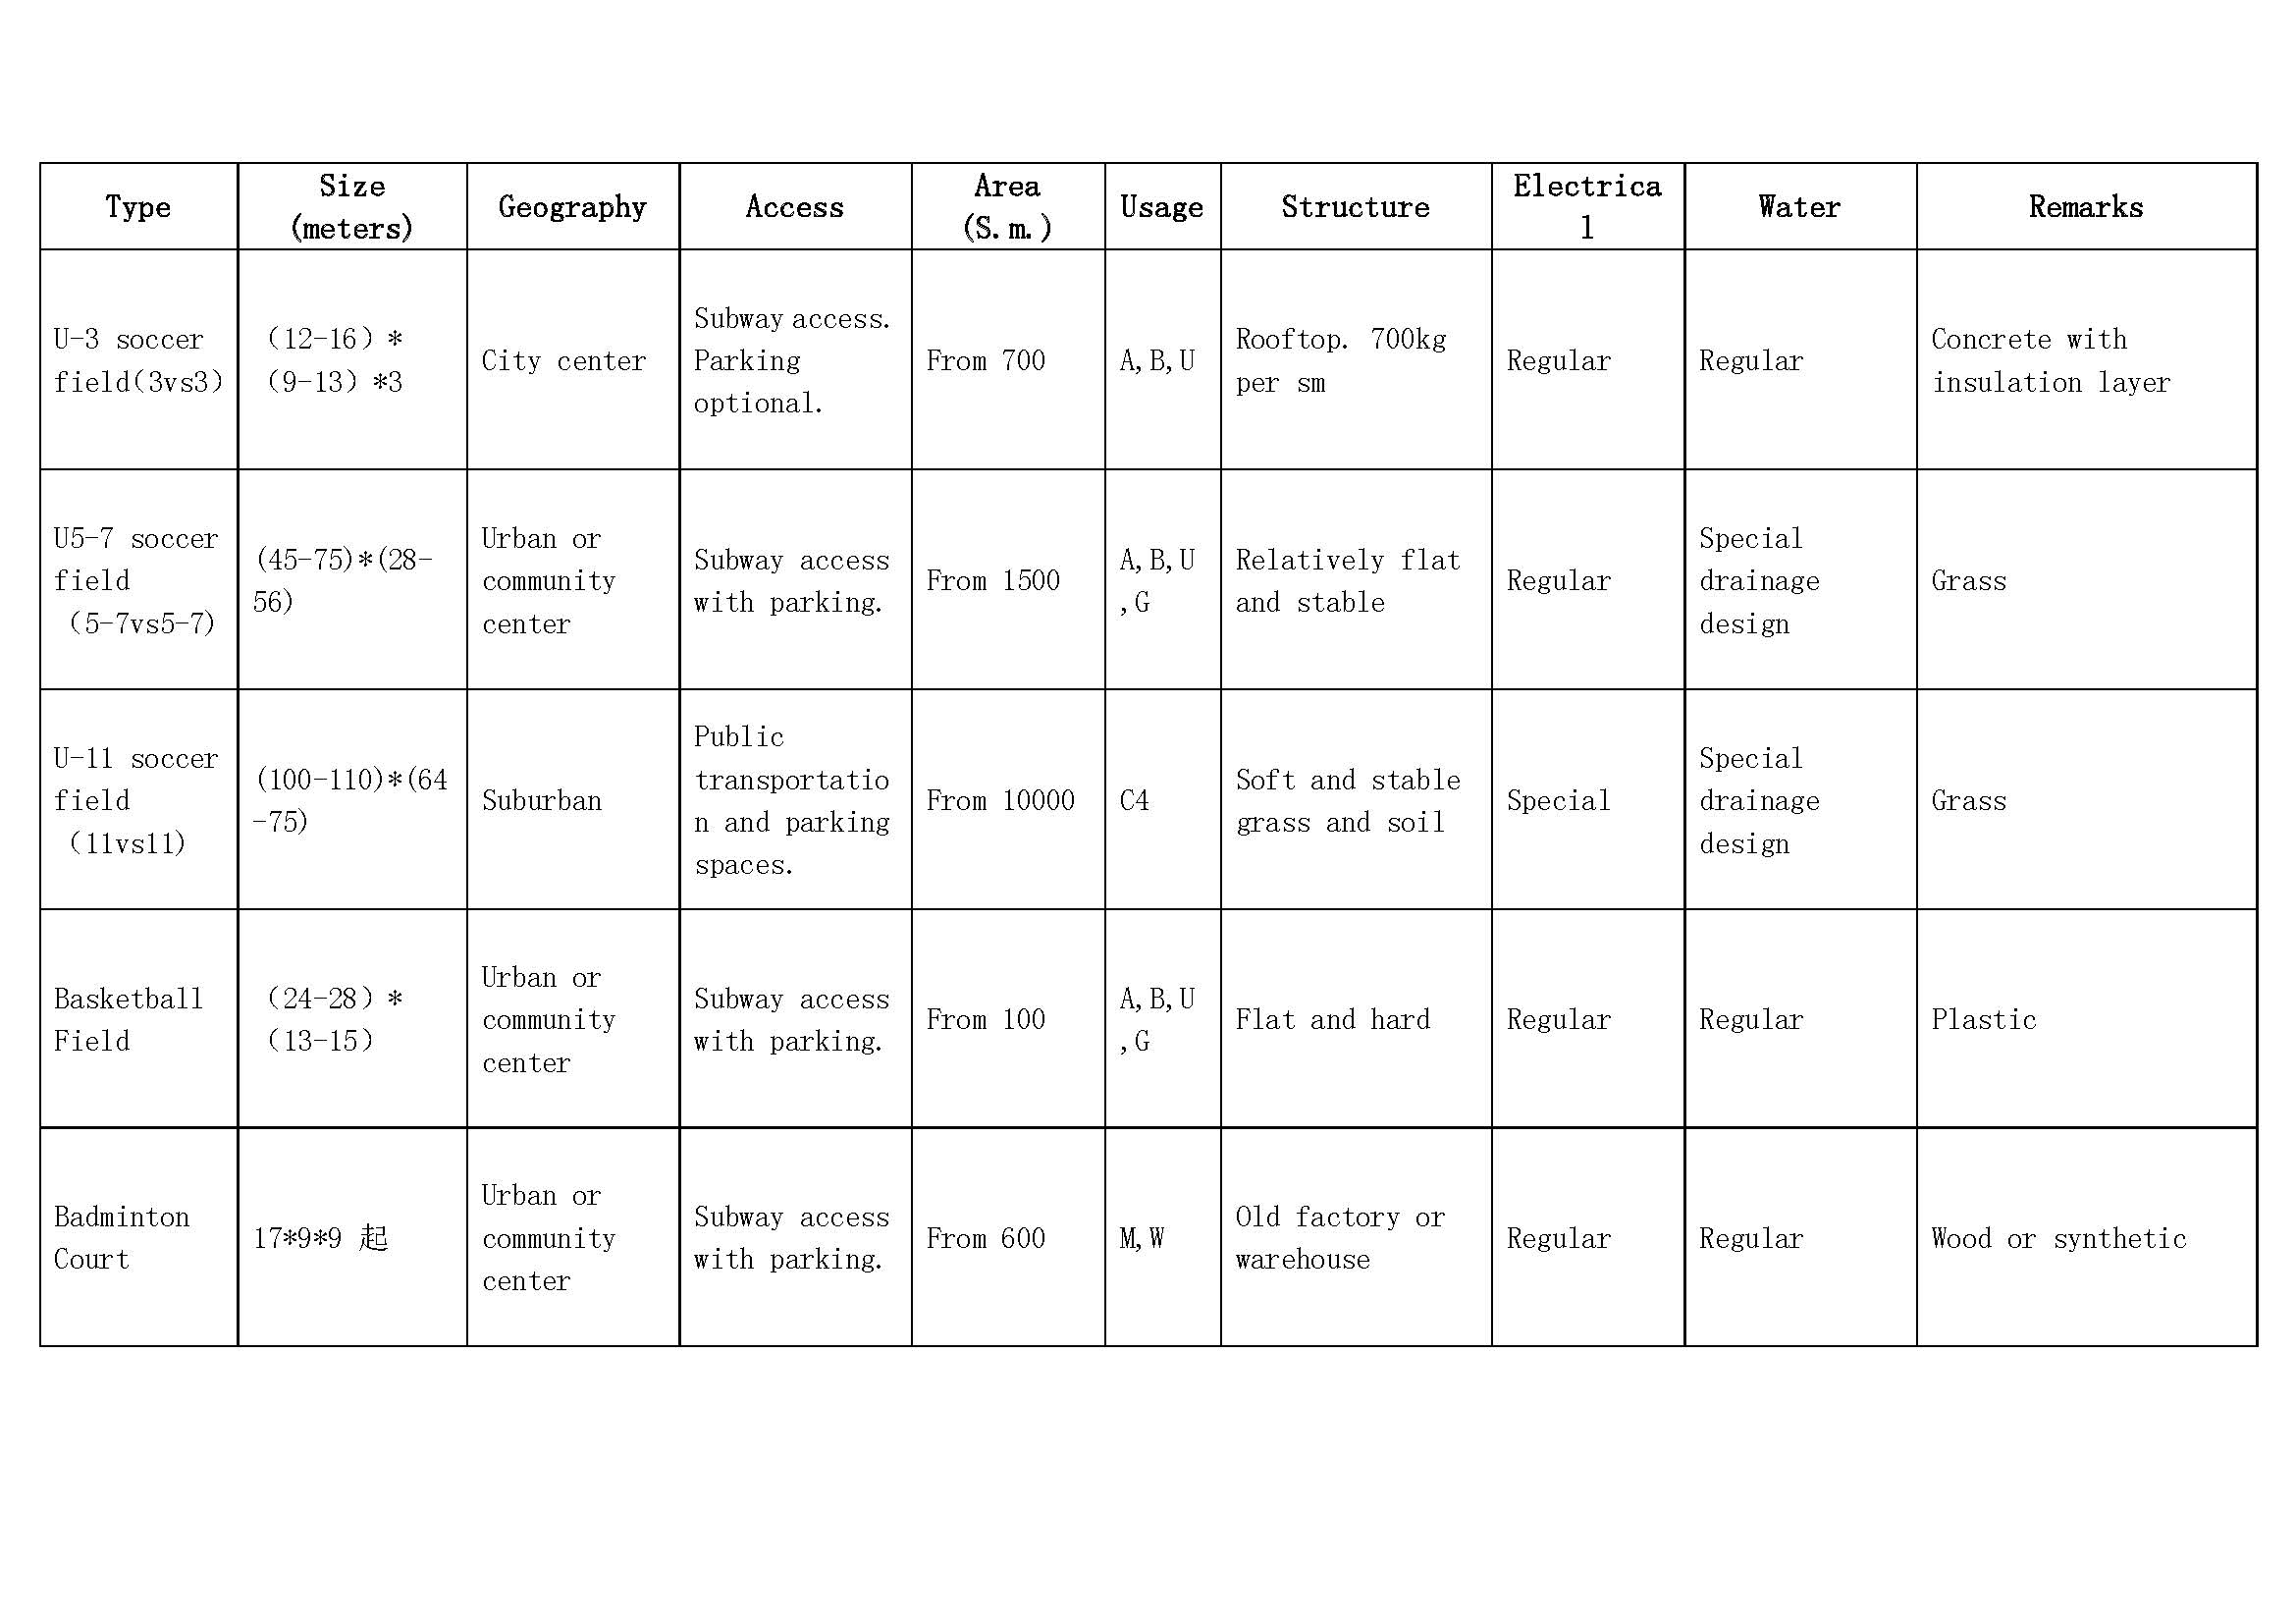 Type
Size
(meters)
Geography
Access
Area
(S.m.)
Usage
Structure
Electrica
l
Water
Remarks
U-3 soccer
field(3vs3)
（12-16）*
（9-13）*3
City center
Subway access.
Parking
optional.
From 700
A,B,U
Rooftop. 700kg
per sm
Regular
Regular
Concrete with
insulation layer
U5-7 soccer
field
（5-7vs5-7)
(45-75)*(28-
56)
Urban or
community
center
Subway access
with parking.
From 1500
A,B,U
,G
Relatively flat
and stable
Regular
Special
drainage
design
Grass
U-11 soccer
field
（11vs11)
(100-110)*(64
-75)
Suburban
Public
transportatio
n and parking
spaces.
From 10000
C4
Soft and stable
grass and soil
Special
Special
drainage
design
Grass
Basketball
Field
（24-28）*
（13-15）
Urban or
community
center
Subway access
with parking.
From 100
A,B,U
,G
Flat and hard
Regular
Regular
Plastic
Badminton
Court
17*9*9 起
Urban or
community
center
Subway access
with parking.
From 600
M,W
Old factory or
warehouse
Regular
Regular
Wood or synthetic